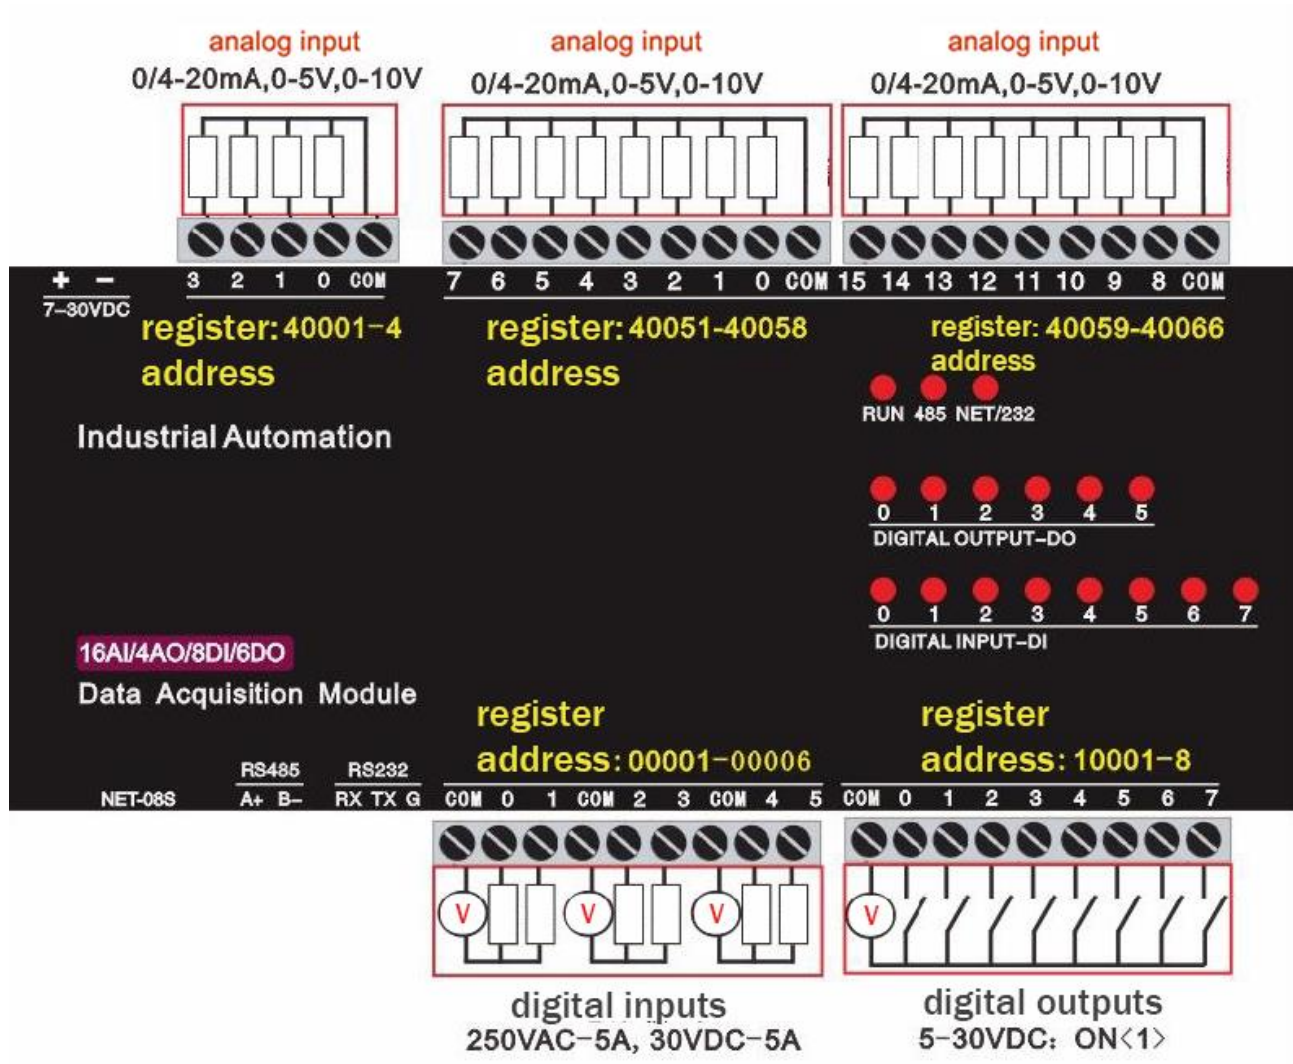 analog input
0/4-20mA,0-5V,0-10V
analog input
0/4-20mA,0-5V,0-10V
analog input
0/4-20mA,0-5V,0-10V
+ −
7−30VDC
3 2 1 0 COM
7 6 5 4 3 2 1 0 COM
15 14 13 12 11 10 9 8 COM
register:40001−4
address
register:40051-40058
address
register:40059-40066
address
RUN 485 NET/232
Industrial Automation
0 1 2 3 4 5
DIGITAL OUTPUT−DO
0 1 2 3 4 5 6 7
DIGITAL INPUT−DI
16AI/4AO/8DI/6DO
Data Acquisition Module
register
address:00001−00006
register
address:10001−8
RS485 RS232
NET-08S A+ B− RX TX G
COM 0 1 COM 2 3 COM 4 5
COM 0 1 2 3 4 5 6 7
V V V
V
digital inputs
250VAC−5A, 30VDC−5A
digital outputs
5−30VDC: ON<1>